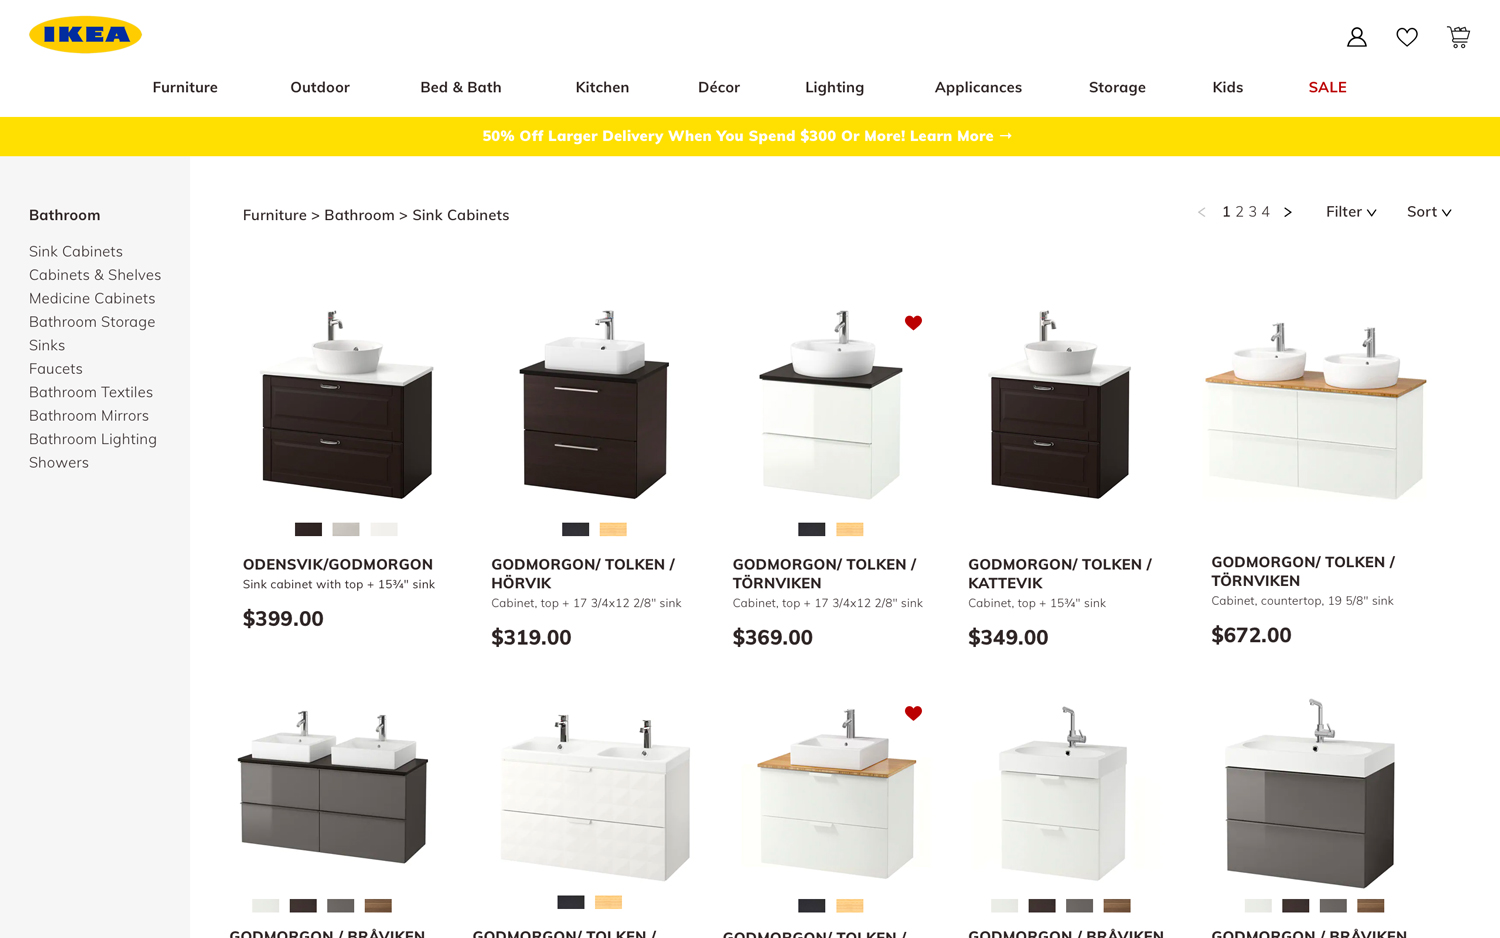 IKEA
Furniture Outdoor Bed & Bath Kitchen Décor Lighting Applicances Storage Kids SALE
50% Off Larger Delivery When You Spend $300 Or More! Learn More →
Bathroom
Sink Cabinets
Cabinets & Shelves
Medicine Cabinets
Bathroom Storage
Sinks
Faucets
Bathroom Textiles
Bathroom Mirrors
Bathroom Lighting
Showers
Furniture > Bathroom > Sink Cabinets
< 1 2 3 4 > Filter Sort
ODENSVIK/GODMORGON
Sink cabinet with top + 15¾" sink
$399.00
GODMORGON/ TOLKEN /
HÖRVIK
Cabinet, top + 17 3/4x12 2/8" sink
$319.00
GODMORGON/ TOLKEN /
TÖRNVIKEN
Cabinet, top + 17 3/4x12 2/8" sink
$369.00
GODMORGON/ TOLKEN /
KATTEVIK
Cabinet, top + 15¾" sink
$349.00
GODMORGON/ TOLKEN /
TÖRNVIKEN
Cabinet, countertop, 19 5/8" sink
$672.00
GODMORGON / BRÅVIKEN
GODMORGON/ TOLKEN /
GODMORGON/ TOLKEN /
GODMORGON / BRÅVIKEN
GODMORGON / BRÅVIKEN